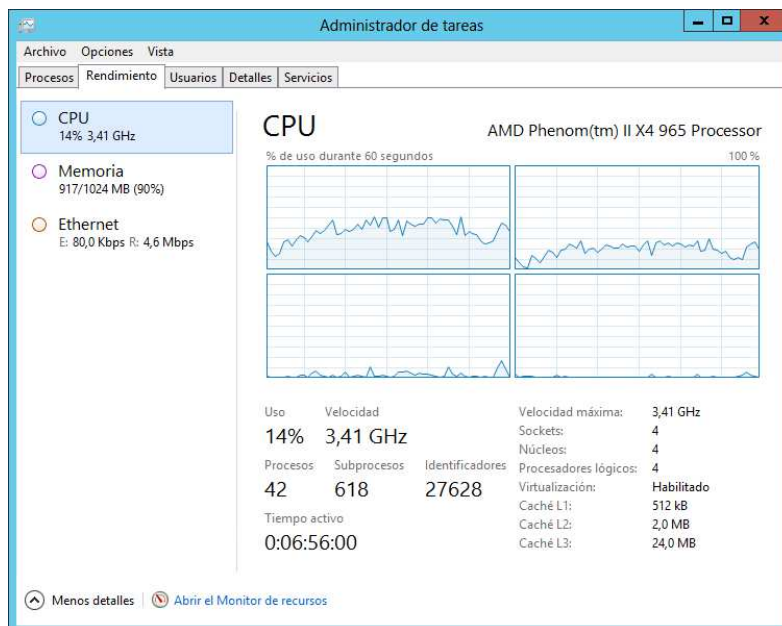 Administrador de tareas
Archivo Opciones Vista
Procesos Rendimiento Usuarios Detalles Servicios
CPU
14% 3,41 GHz
Memoria
917/1024 MB (90%)
Ethernet
E: 80,0 Kbps R: 4,6 Mbps
CPU AMD Phenom(tm) II X4 965 Processor
% de uso durante 60 segundos 100 %
Uso Velocidad
14% 3,41 GHz
Procesos Subprocesos Identificadores
42 618 27628
Tiempo activo
0:06:56:00
Velocidad máxima: 3,41 GHz
Sockets: 4
Núcleos: 4
Procesadores lógicos: 4
Virtualización: Habilitado
Caché L1: 512 kB
Caché L2: 2,0 MB
Caché L3: 24,0 MB
Menos detalles Abrir el Monitor de recursos